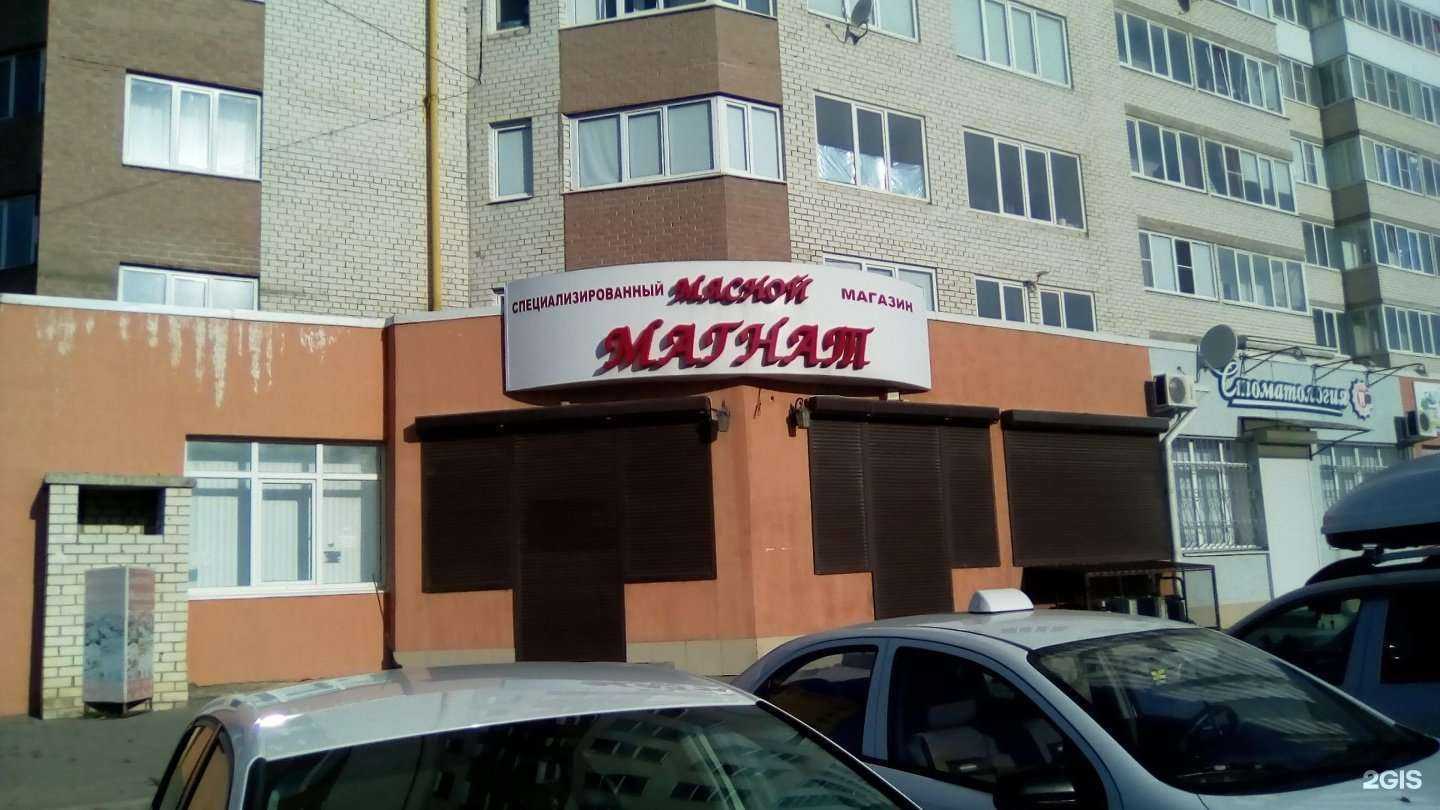 СПЕЦИАЛИЗИРОВАННЫЙ МАСНОЙ МАГАЗИН
МАГНАТ
Стоматология
2GIS